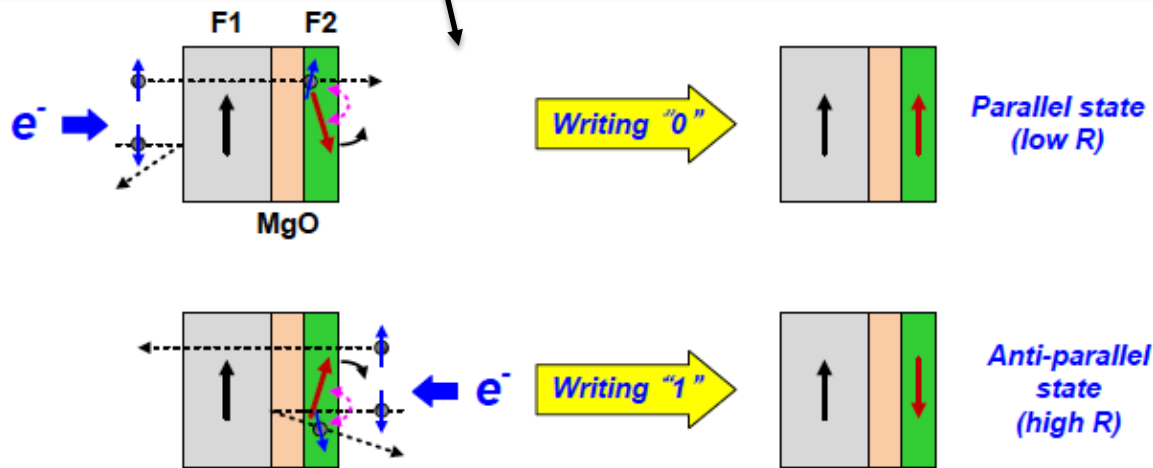 F1 F2
e- Writing "0" Parallel state
(low R)
MgO
e- Writing "1" Anti-parallel
state
(high R)